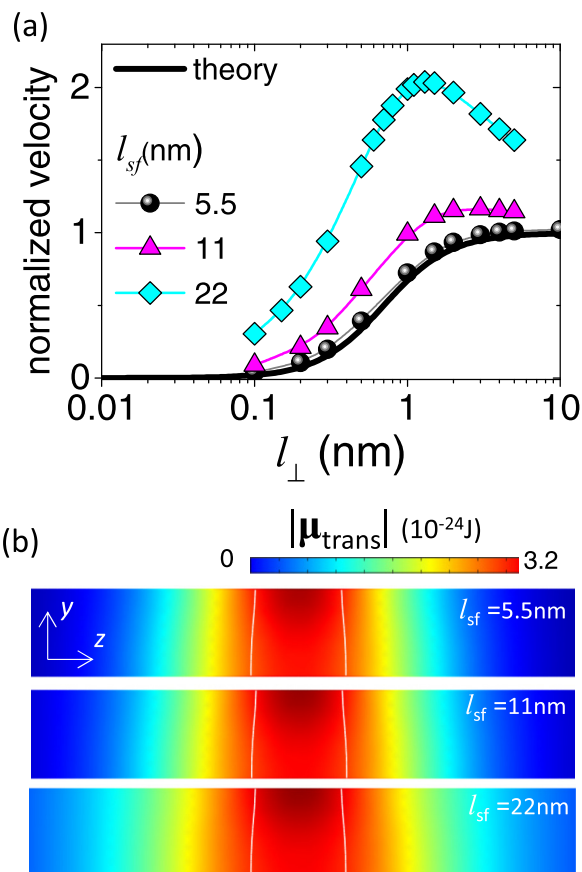 (a)
theory
l_sf(nm)
5.5
11
22
normalized velocity
2
1
0
0.01 0.1 1 10
l_⊥ (nm)
(b)
|μ_trans| (10⁻²⁴J)
0 3.2
y
z
l_sf =5.5nm
l_sf =11nm
l_sf =22nm